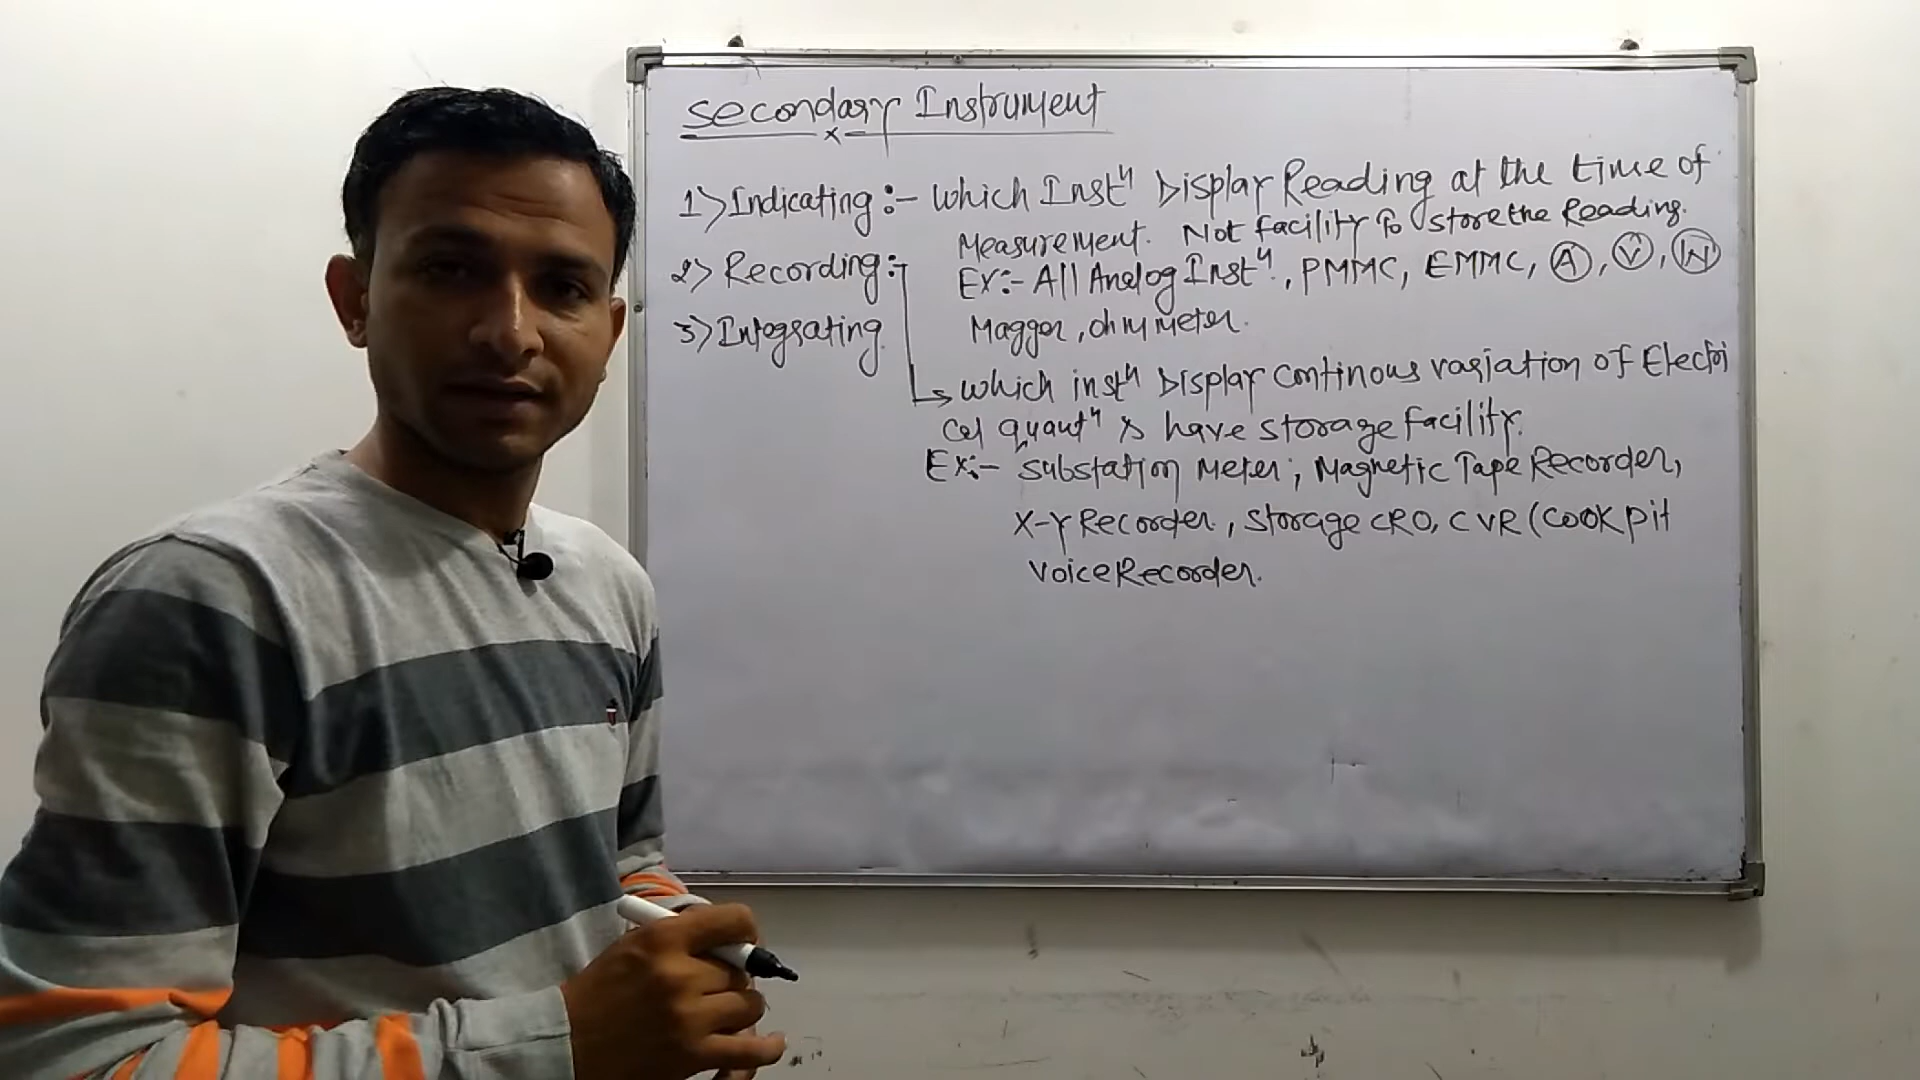 Secondary Instrument
1) Indicating :- Which Instⁿ Display Reading at the time of
Measurement. Not facility To store the Reading.
Ex:- All Analog Instⁿ, PMMC, EMMC, A, V, W
Magger, ohmmeter.
2) Recording :-
3) Integrating
which instⁿ Display continous variation of Electri
cal quantⁿ & have storage facility.
Ex:- Substation Meter, Magnetic Tape Recorder,
X-Y Recorder, Storage CRO, CVR (Cook pit
Voice Recorder.